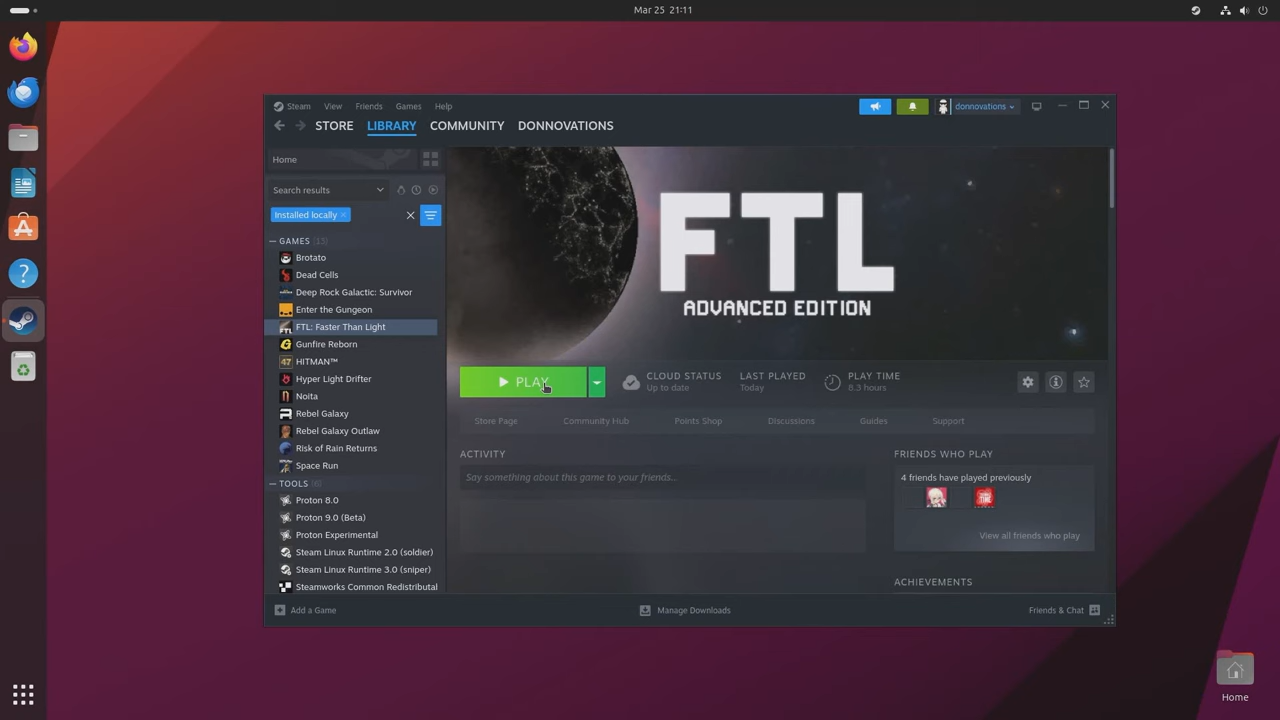 Mar 25 21:11
Steam View Friends Games Help
donnovations
STORE LIBRARY COMMUNITY DONNOVATIONS
Home
Search results
Installed locally
GAMES (13)
Brotato
Dead Cells
Deep Rock Galactic: Survivor
Enter the Gungeon
FTL: Faster Than Light
Gunfire Reborn
HITMAN™
Hyper Light Drifter
Noita
Rebel Galaxy
Rebel Galaxy Outlaw
Risk of Rain Returns
Space Run
TOOLS (6)
Proton 8.0
Proton 9.0 (Beta)
Proton Experimental
Steam Linux Runtime 2.0 (soldier)
Steam Linux Runtime 3.0 (sniper)
Steamworks Common Redistributal
FTL
ADVANCED EDITION
PLAY
CLOUD STATUS
Up to date
LAST PLAYED
Today
PLAY TIME
8.3 hours
Store Page Community Hub Points Shop Discussions Guides Support
ACTIVITY
Say something about this game to your friends...
FRIENDS WHO PLAY
4 friends have played previously
View all friends who play
ACHIEVEMENTS
Add a Game
Manage Downloads
Friends & Chat
Home